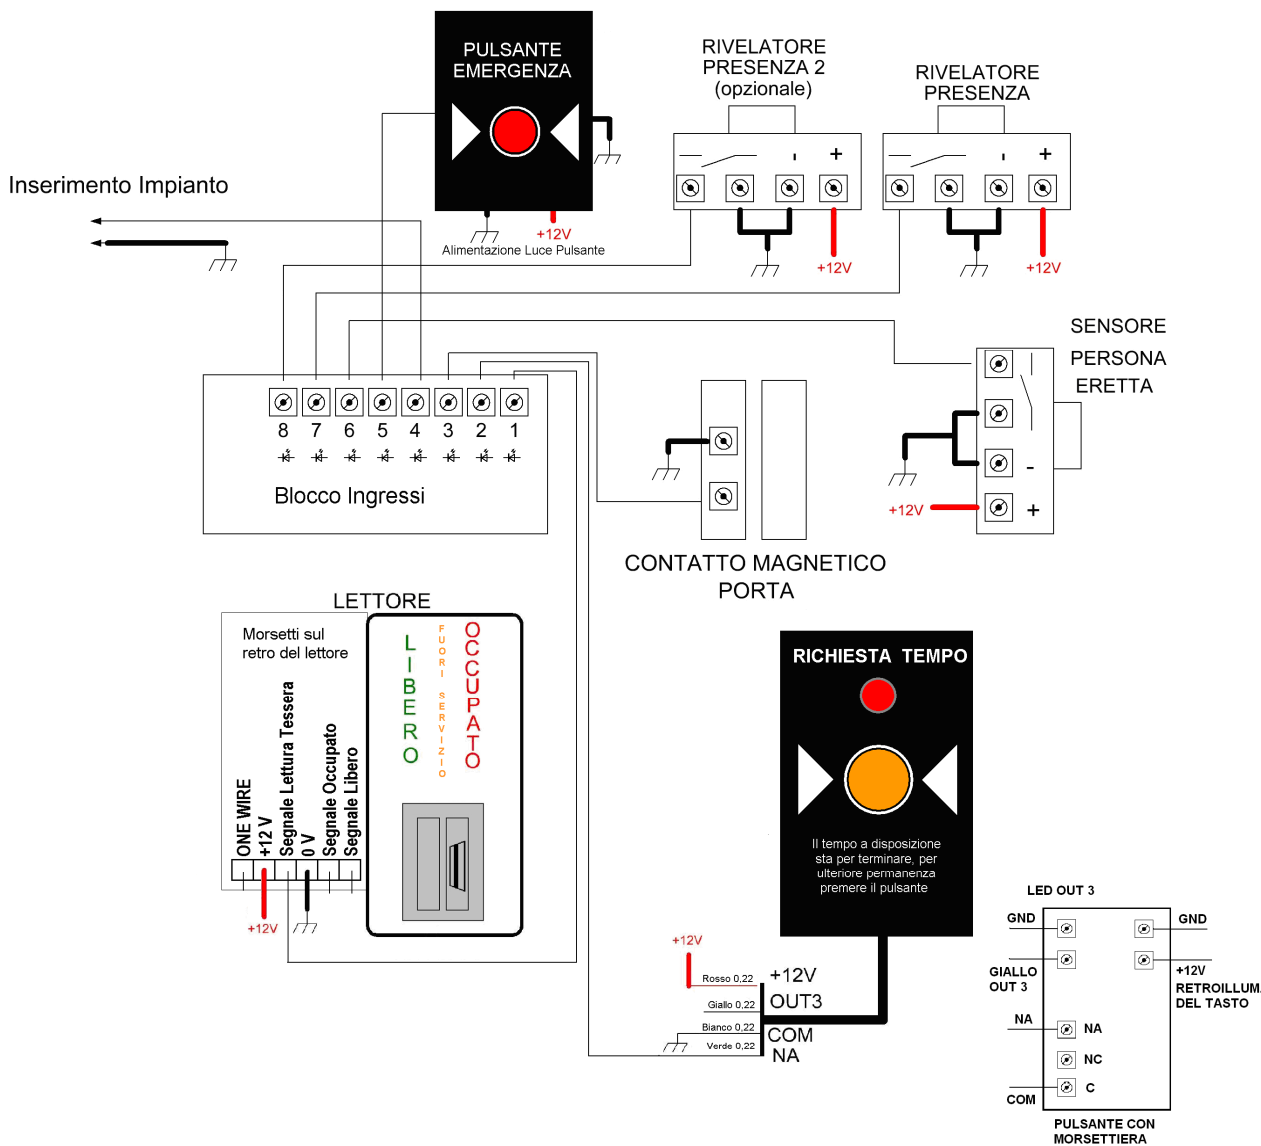 PULSANTE
EMERGENZA
+12V
Alimentazione Luce Pulsante
RIVELATORE
PRESENZA 2
(opzionale)
- +
+12V
RIVELATORE
PRESENZA
- +
+12V
Inserimento Impianto
8 7 6 5 4 3 2 1
Blocco Ingressi
SENSORE
PERSONA
ERETTA
-
+
+12V
CONTATTO MAGNETICO
PORTA
LETTORE
Morsetti sul
retro del lettore
ONE WIRE
+12 V
Segnale Lettura Tessera
0 V
Segnale Occupato
Segnale Libero
+12V
LIBERO
FUORI SERVIZIO
OCCUPATO
RICHIESTA TEMPO
Il tempo a disposizione
sta per terminare, per
ulteriore permanenza
premere il pulsante
+12V
Rosso 0,22 +12V
Giallo 0,22 OUT3
Bianco 0,22 COM
Verde 0,22 NA
LED OUT 3
GND
GND
GIALLO
OUT 3
+12V
RETROILLUM.
DEL TASTO
NA
NA
NC
C
COM
PULSANTE CON
MORSETTIERA